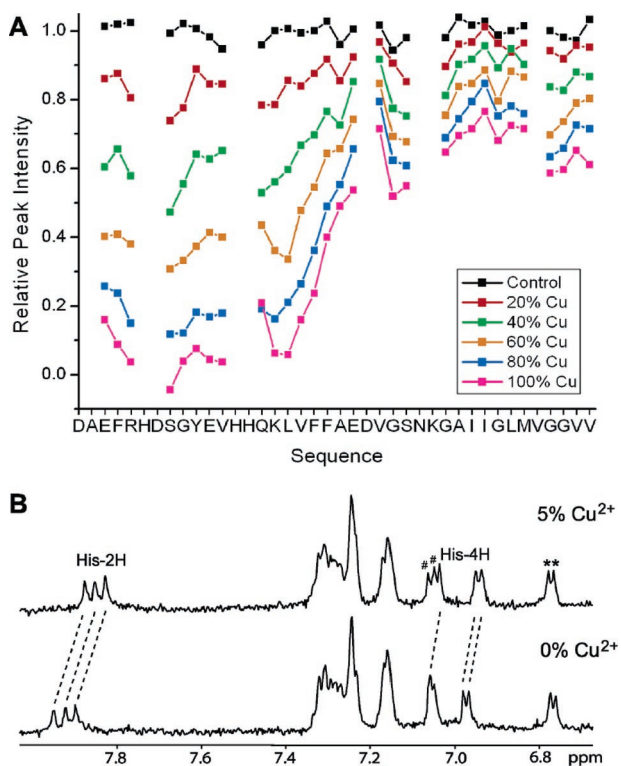 A
Relative Peak Intensity
1.0
0.8
0.6
0.4
0.2
0.0
Control
20% Cu
40% Cu
60% Cu
80% Cu
100% Cu
DAEFRHDSGYEVHHQKLVFFAEDVGSNKGAIIGLMVGGVV
Sequence
B
5% Cu2+
His-2H
# #
His-4H
**
0% Cu2+
7.8 7.6 7.4 7.2 7.0 6.8 ppm